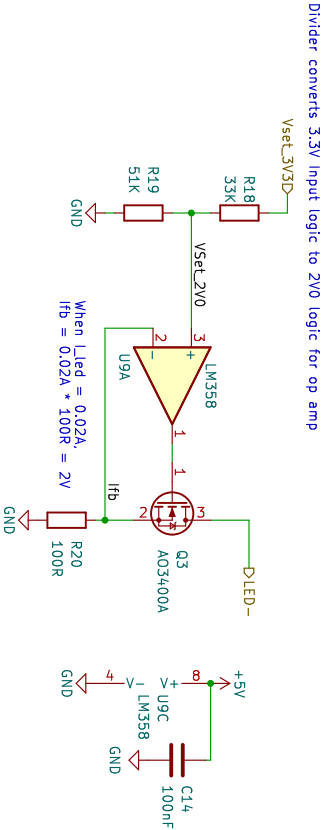 Divider converts 3.3V Input logic to 2V0 logic for op amp
Vset_3V3
R18
33K
R19
51K
GND
VSet_2V0
3
+
2
−
LM358
U9A
1
1
When I_led = 0.02A,
Ifb = 0.02A * 100R = 2V
Ifb
2
3
Q3
AO3400A
LED-
R20
100R
GND
+5V
8
V+
U9C
LM358
V-
4
GND
C14
100nF
GND